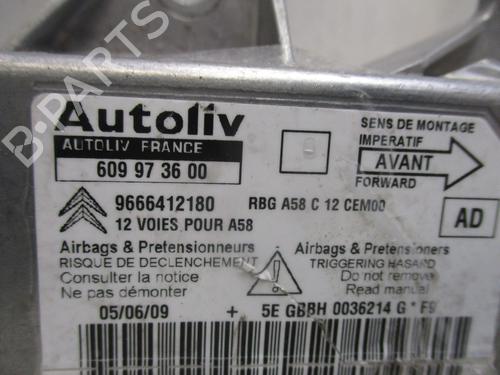 B-PARTS
Autoliv
AUTOLIV FRANCE
609 97 36 00
SENS DE MONTAGE
IMPERATIF
AVANT
FORWARD
9666412180
RBG A58 C 12 CEM00
12 VOIES POUR A58
AD
Airbags & Pretensionneurs
RISQUE DE DECLENCHEMENT
Consulter la notice
Ne pas démonter
Airbags & Pretensioners
TRIGGERING HASARD
Do not remove
Read manual
05/06/09 + 5E GBBH 0036214 G * F9